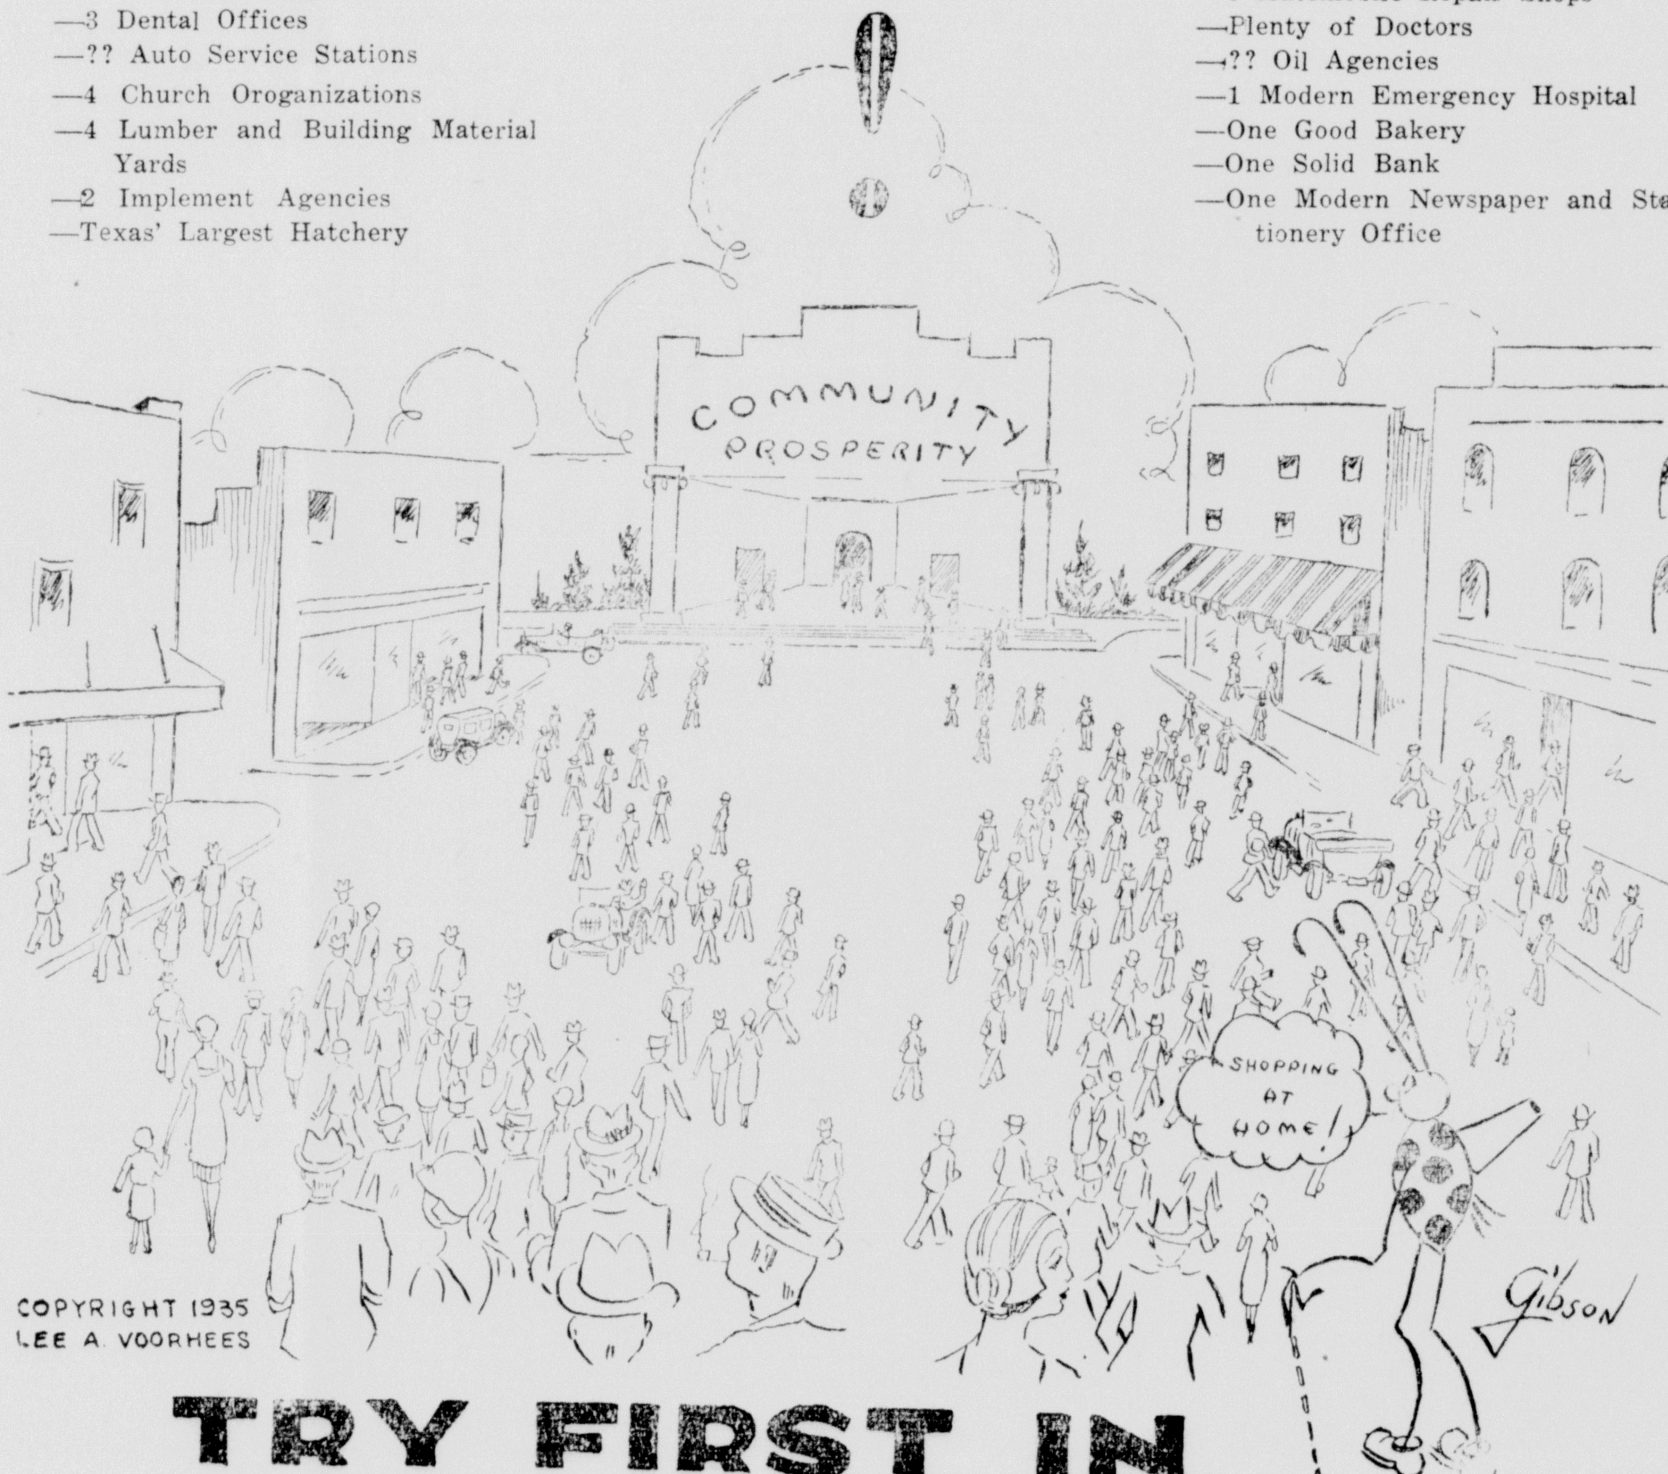 —3 Dental Offices
—?? Auto Service Stations
—4 Church Oroganizations
—4 Lumber and Building Material
Yards
—2 Implement Agencies
—Texas' Largest Hatchery
—Plenty of Doctors
—?? Oil Agencies
—1 Modern Emergency Hospital
—One Good Bakery
—One Solid Bank
—One Modern Newspaper and Sta
tionery Office
!
COMMUNITY
PROSPERITY
SHOPPING
AT
HOME!
Gibson
COPYRIGHT 1935
LEE A. VOORHEES
TRY FIRST IN